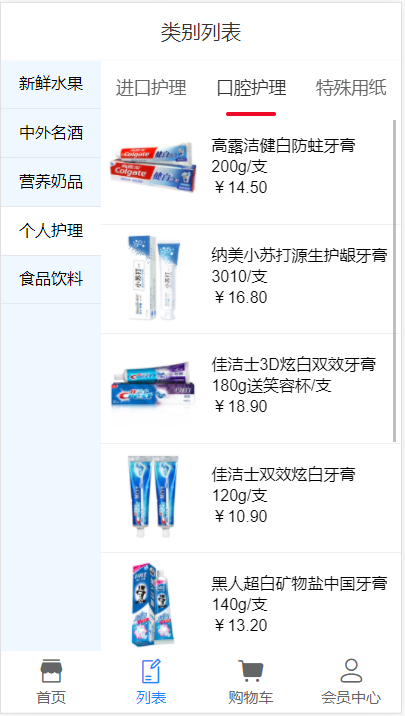 类别列表
新鲜水果
中外名酒
营养奶品
个人护理
食品饮料
进口护理
口腔护理
特殊用纸
Colgate
健白
高露洁健白防蛀牙膏
200g/支
￥14.50
小苏打
纳美小苏打源生护龈牙膏
3010/支
￥16.80
佳洁士3D炫白双效牙膏
180g送笑容杯/支
￥18.90
佳洁士双效炫白牙膏
120g/支
￥10.90
黑人超白矿物盐中国牙膏
140g/支
￥13.20
首页
列表
购物车
会员中心